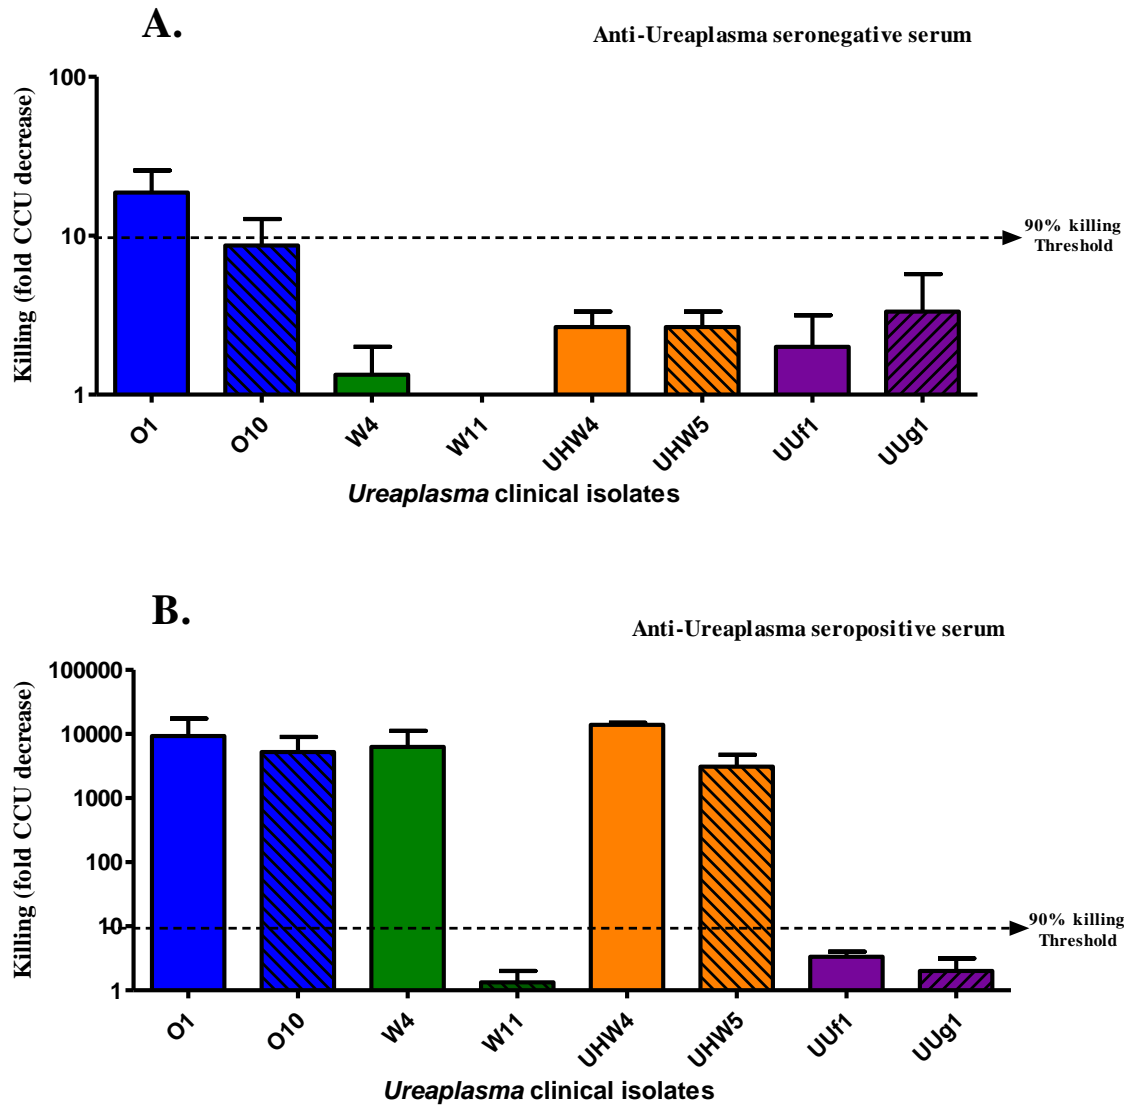 A.
Anti-Ureaplasma seronegative serum
Killing (fold CCU decrease)
100
10
1
90% killing
Threshold
O1
O10
W4
W11
UHW4
UHW5
UUf1
UUg1
Ureaplasma clinical isolates
B.
Anti-Ureaplasma seropositive serum
Killing (fold CCU decrease)
100000
10000
1000
100
10
1
90% killing
Threshold
O1
O10
W4
W11
UHW4
UHW5
UUf1
UUg1
Ureaplasma clinical isolates